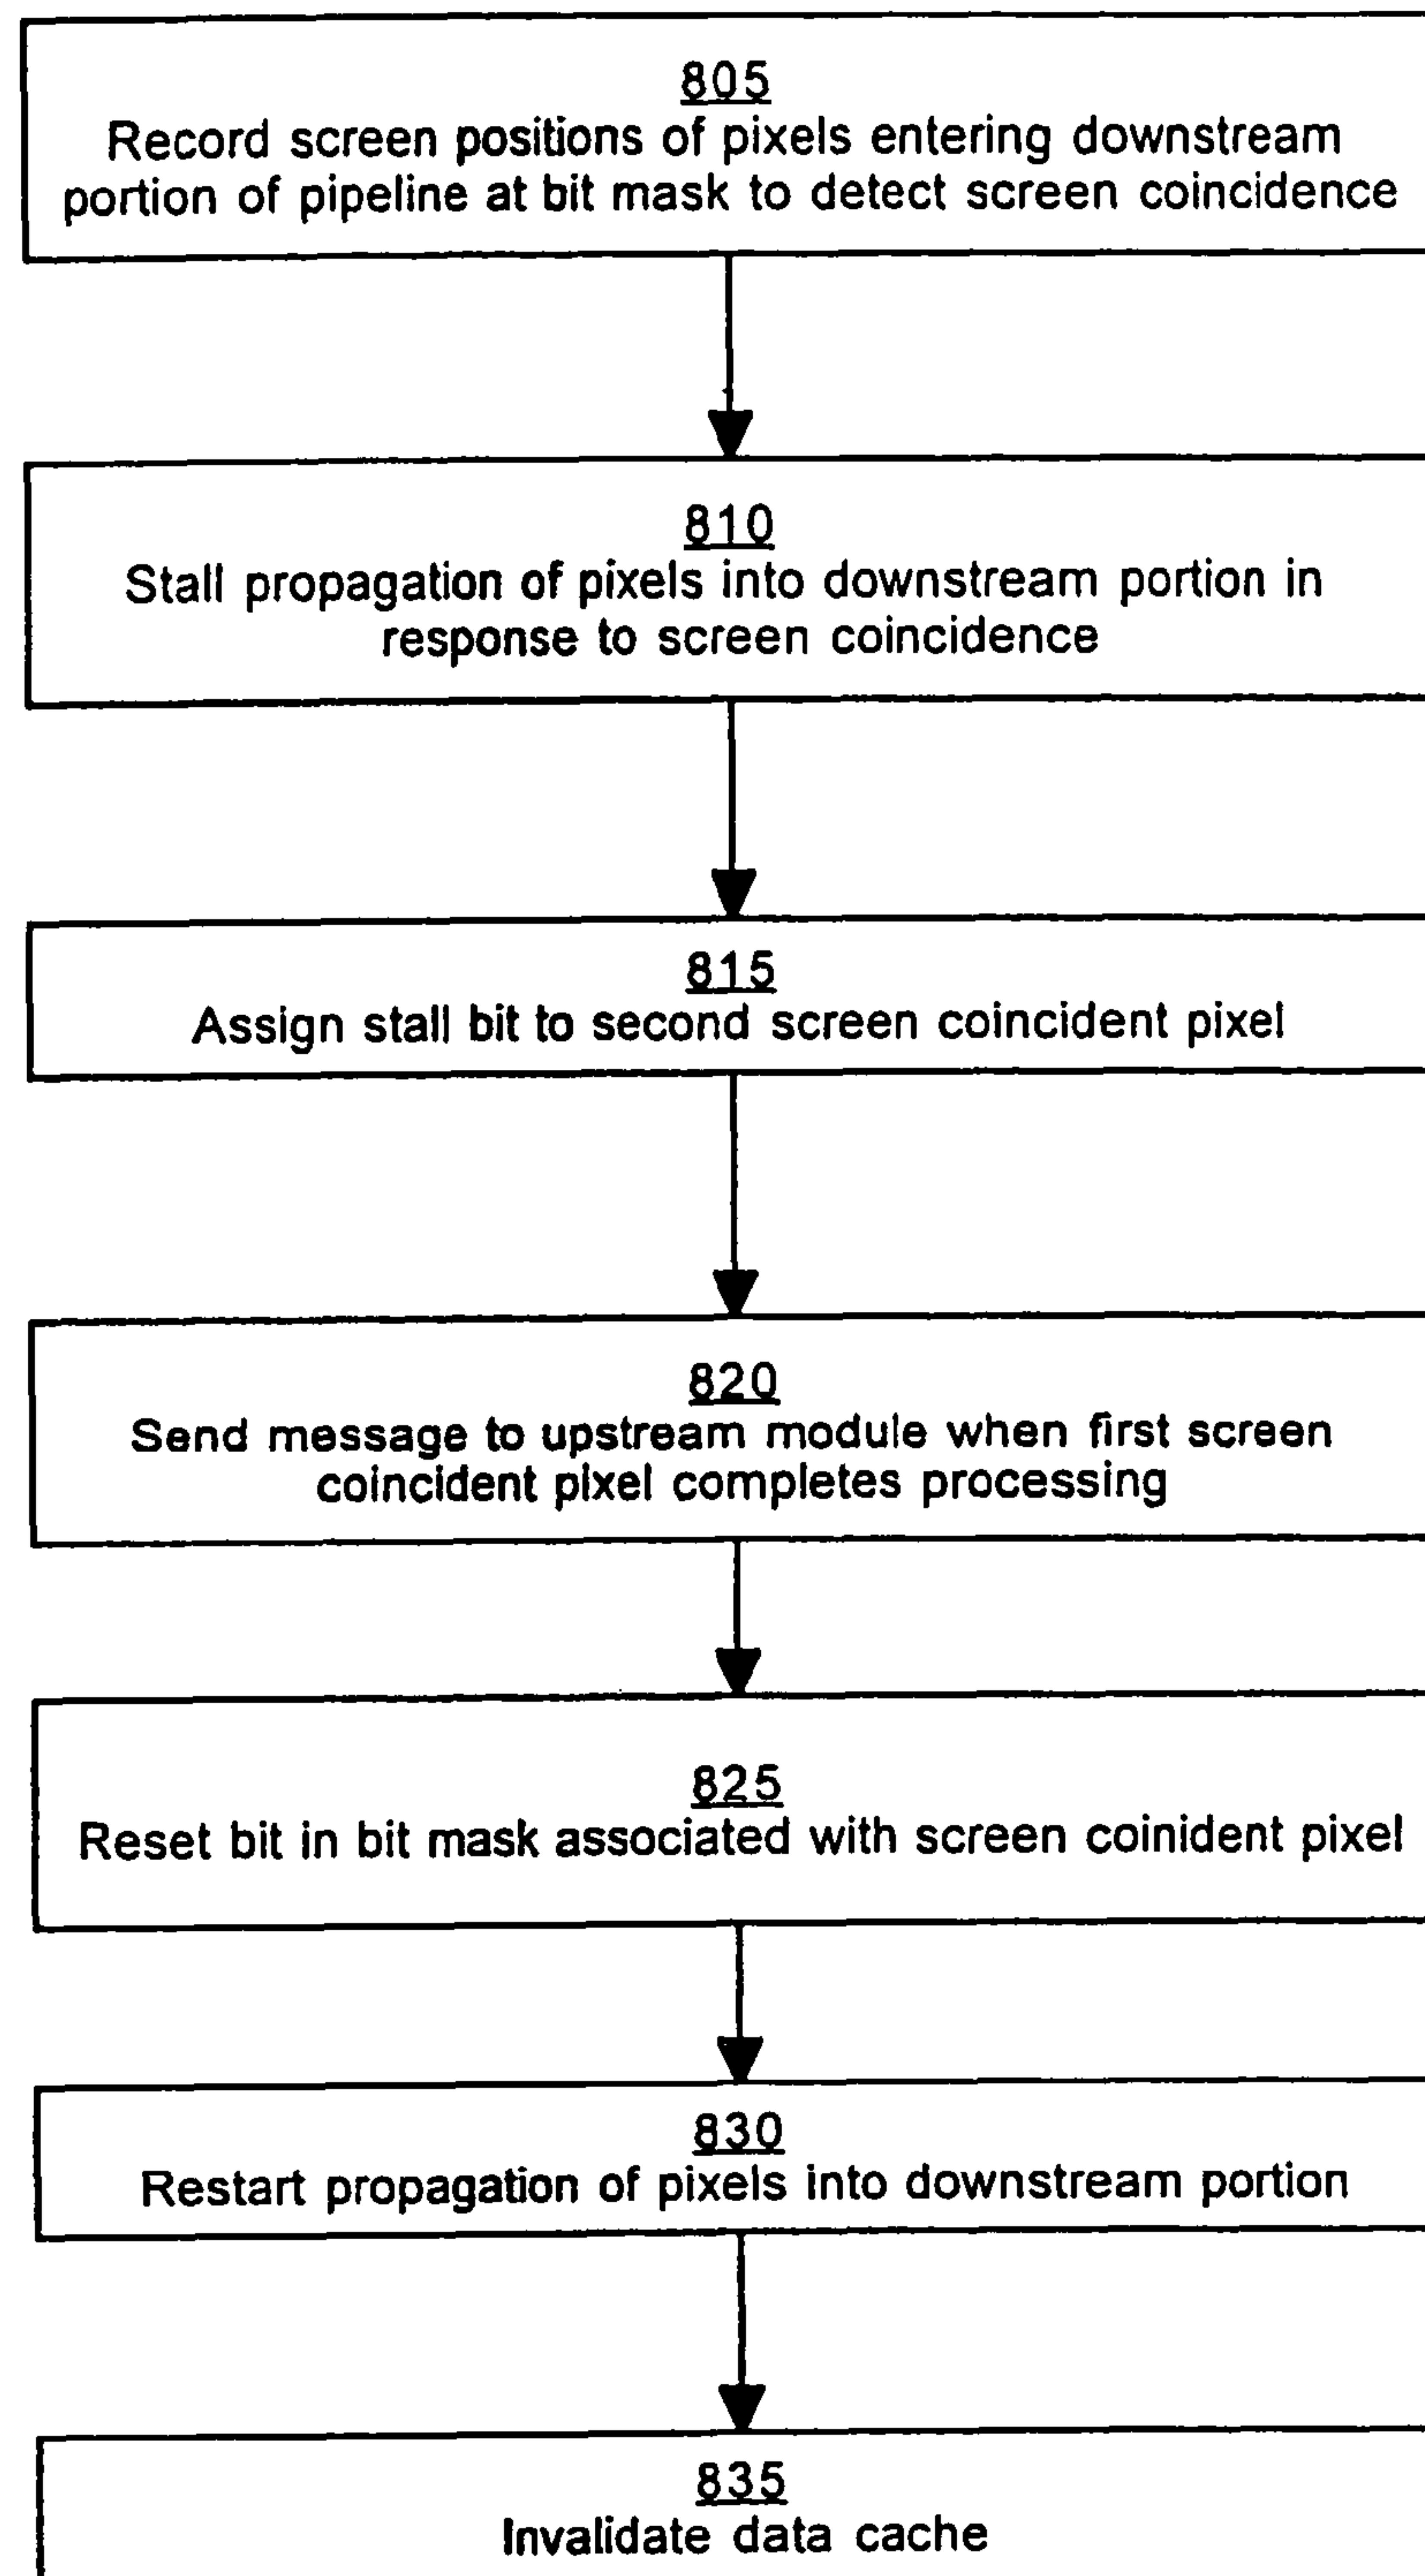 805
Record screen positions of pixels entering downstream
portion of pipeline at bit mask to detect screen coincidence
810
Stall propagation of pixels into downstream portion in
response to screen coincidence
815
Assign stall bit to second screen coincident pixel
820
Send message to upstream module when first screen
coincident pixel completes processing
825
Reset bit in bit mask associated with screen coinident pixel
830
Restart propagation of pixels into downstream portion
835
Invalidate data cache